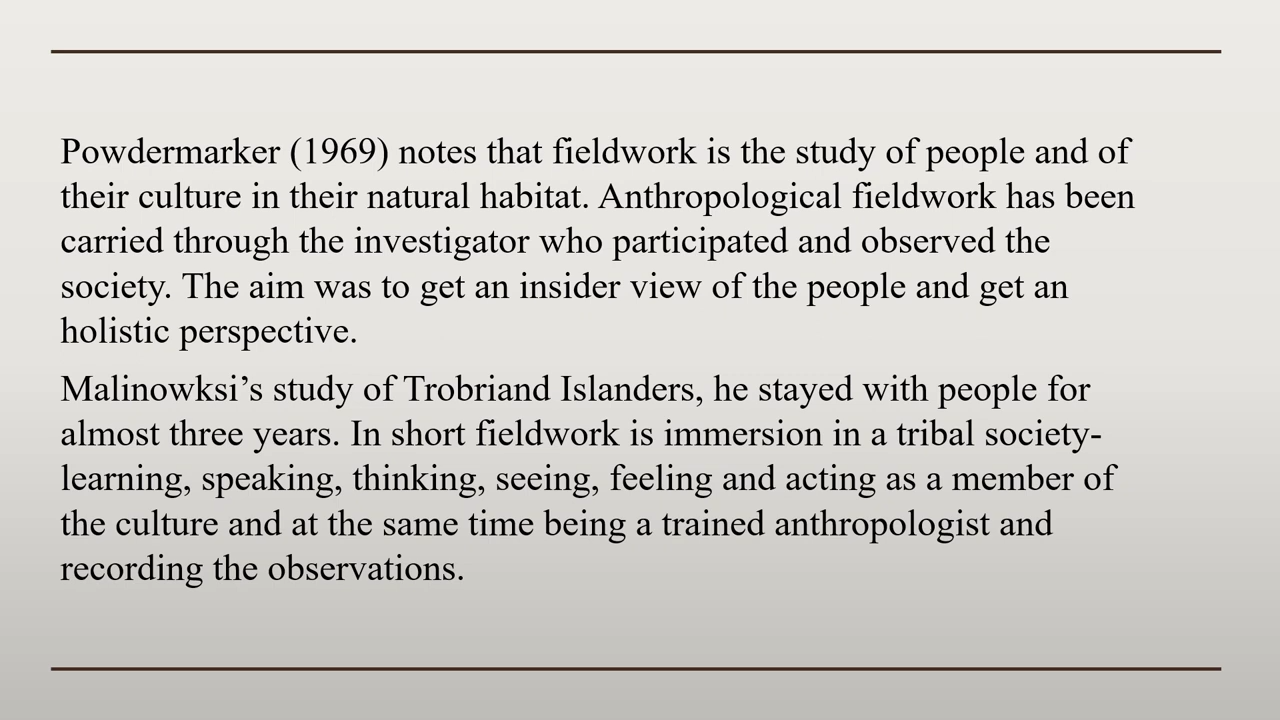 Powdermarker (1969) notes that fieldwork is the study of people and of
their culture in their natural habitat. Anthropological fieldwork has been
carried through the investigator who participated and observed the
society. The aim was to get an insider view of the people and get an
holistic perspective.
Malinowksi’s study of Trobriand Islanders, he stayed with people for
almost three years. In short fieldwork is immersion in a tribal society-
learning, speaking, thinking, seeing, feeling and acting as a member of
the culture and at the same time being a trained anthropologist and
recording the observations.